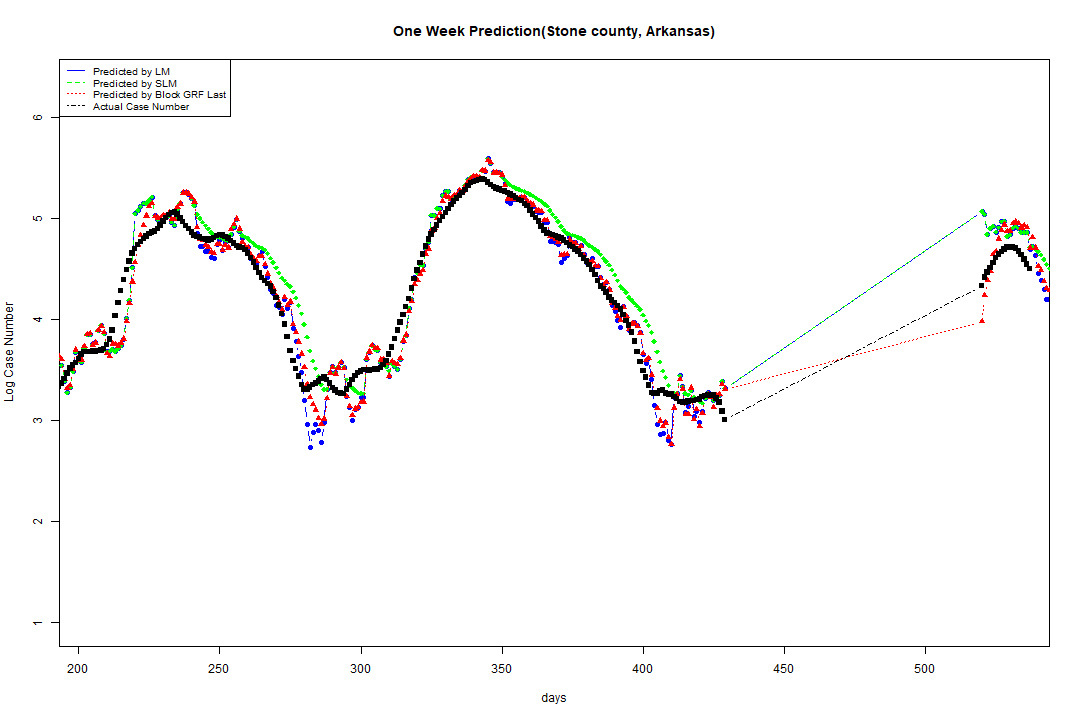 One Week Prediction(Stone county, Arkansas)
Predicted by LM
Predicted by SLM
Predicted by Block GRF Last
Actual Case Number
Log Case Number
6
5
4
3
2
1
200 250 300 350 400 450 500
days